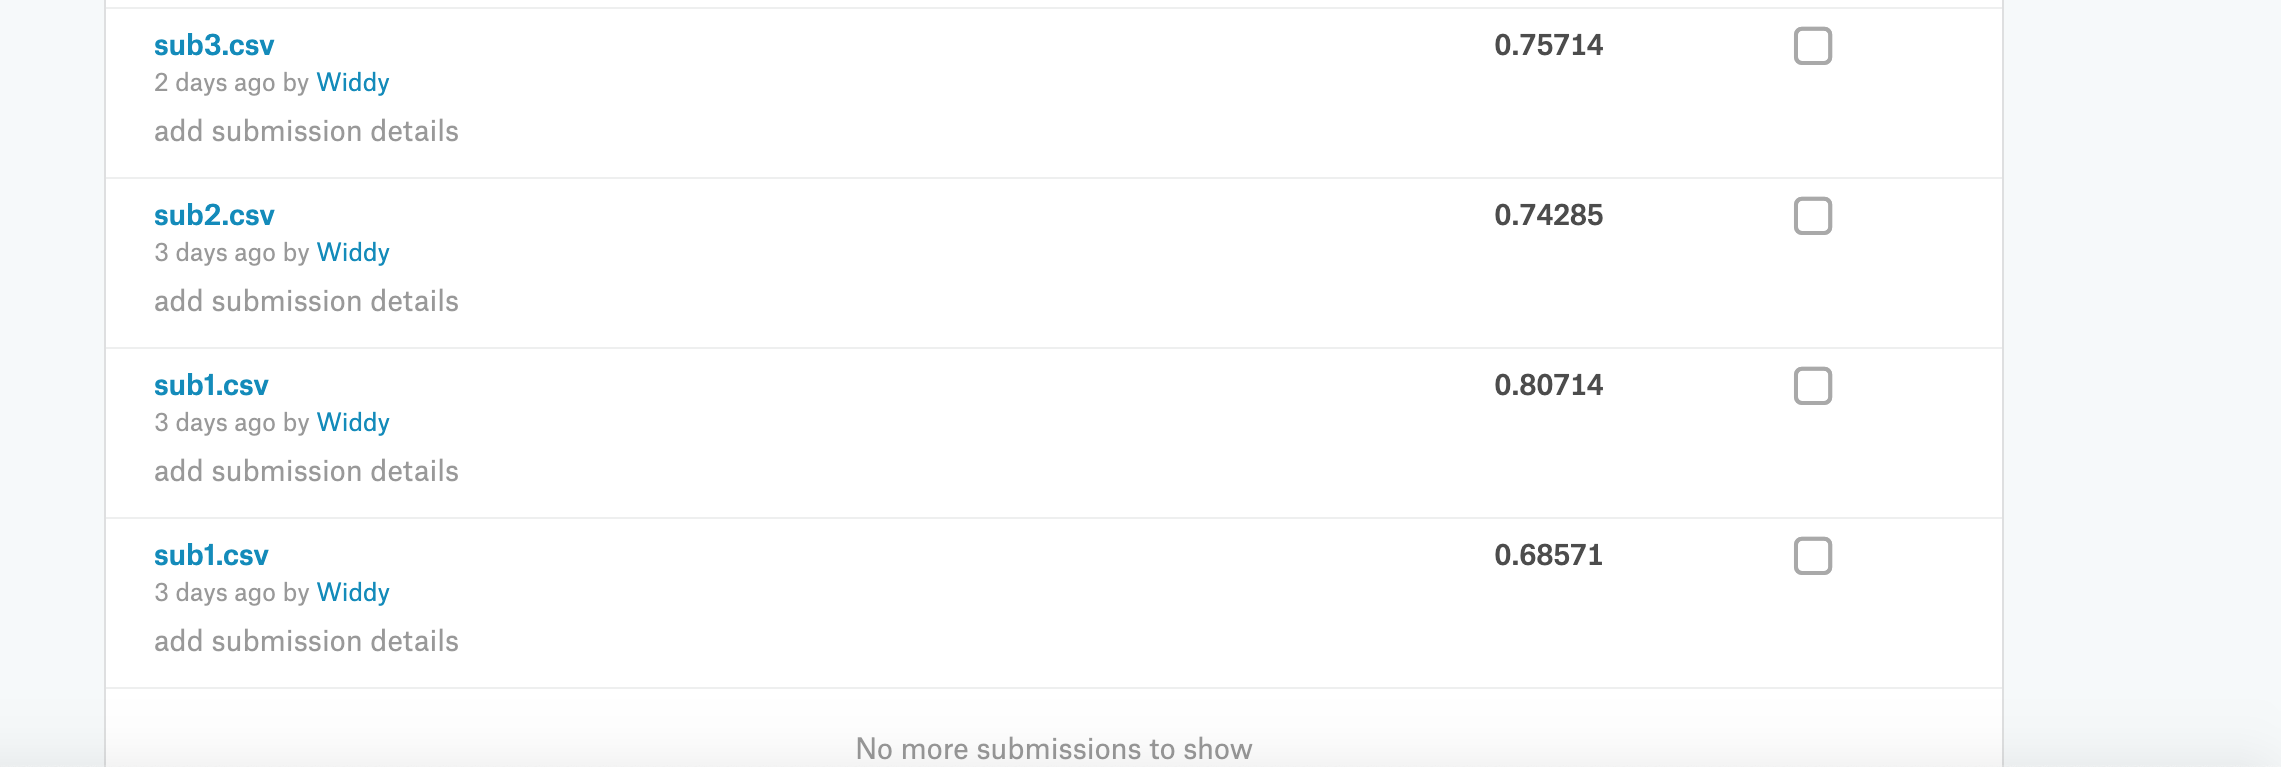 sub3.csv 0.75714
2 days ago by Widdy
add submission details
sub2.csv 0.74285
3 days ago by Widdy
add submission details
sub1.csv 0.80714
3 days ago by Widdy
add submission details
sub1.csv 0.68571
3 days ago by Widdy
add submission details
No more submissions to show